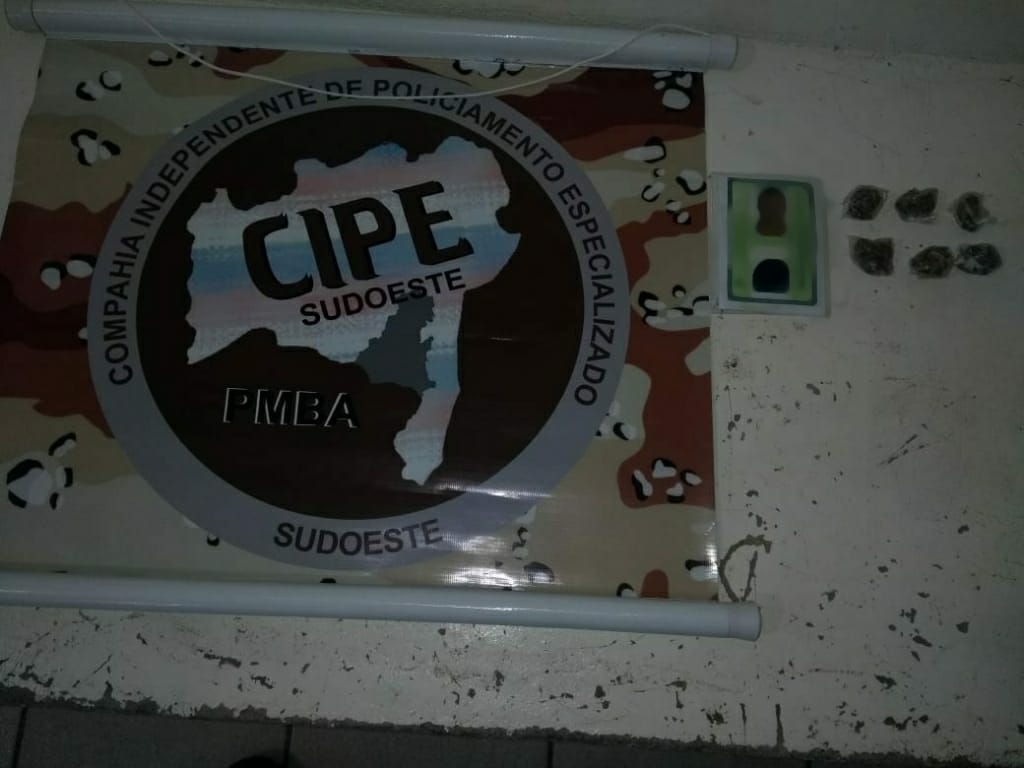 COMPAHIA INDEPENDENTE DE POLICIAMENTO ESPECIALIZADO
CIPE
SUDOESTE
PMBA
SUDOESTE